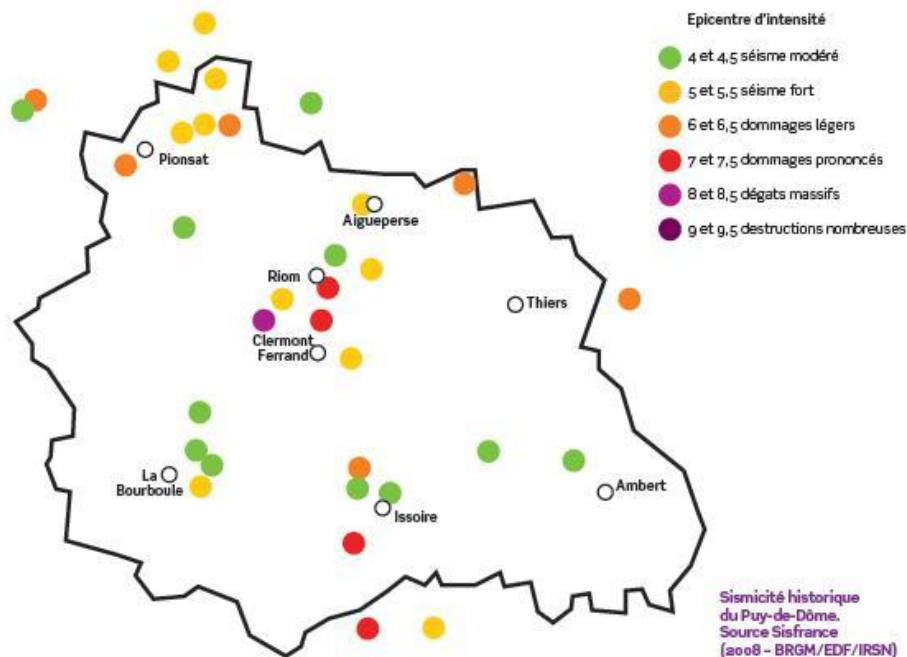 Epicentre d'intensité
4 et 4,5 séisme modéré
5 et 5,5 séisme fort
6 et 6,5 dommages légers
7 et 7,5 dommages prononcés
8 et 8,5 dégats massifs
9 et 9,5 destructions nombreuses
Pionsat
Aigueperse
Riom
Thiers
Clermont
Ferrand
La
Bourboule
Issoire
Ambert
Sismicité historique
du Puy-de-Dôme.
Source Sisfrance
(2008 – BRGM/EDF/IRSN)